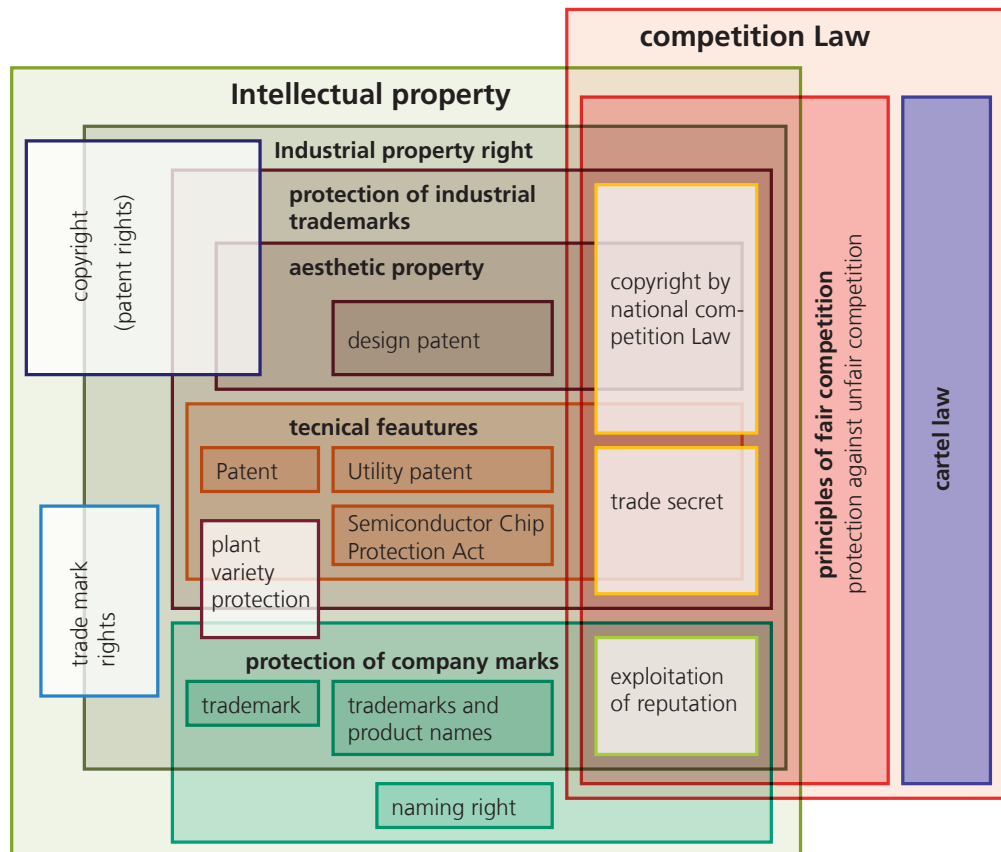 competition Law
Intellectual property
Industrial property right
protection of industrial
trademarks
aesthetic property
design patent
copyright
(patent rights)
copyright by
national com-
petition Law
tecnical feautures
Patent
Utility patent
Semiconductor Chip
Protection Act
plant
variety
protection
trade secret
trade mark
rights
protection of company marks
trademark
trademarks and
product names
exploitation
of reputation
naming right
principles of fair competition
protection against unfair competition
cartel law